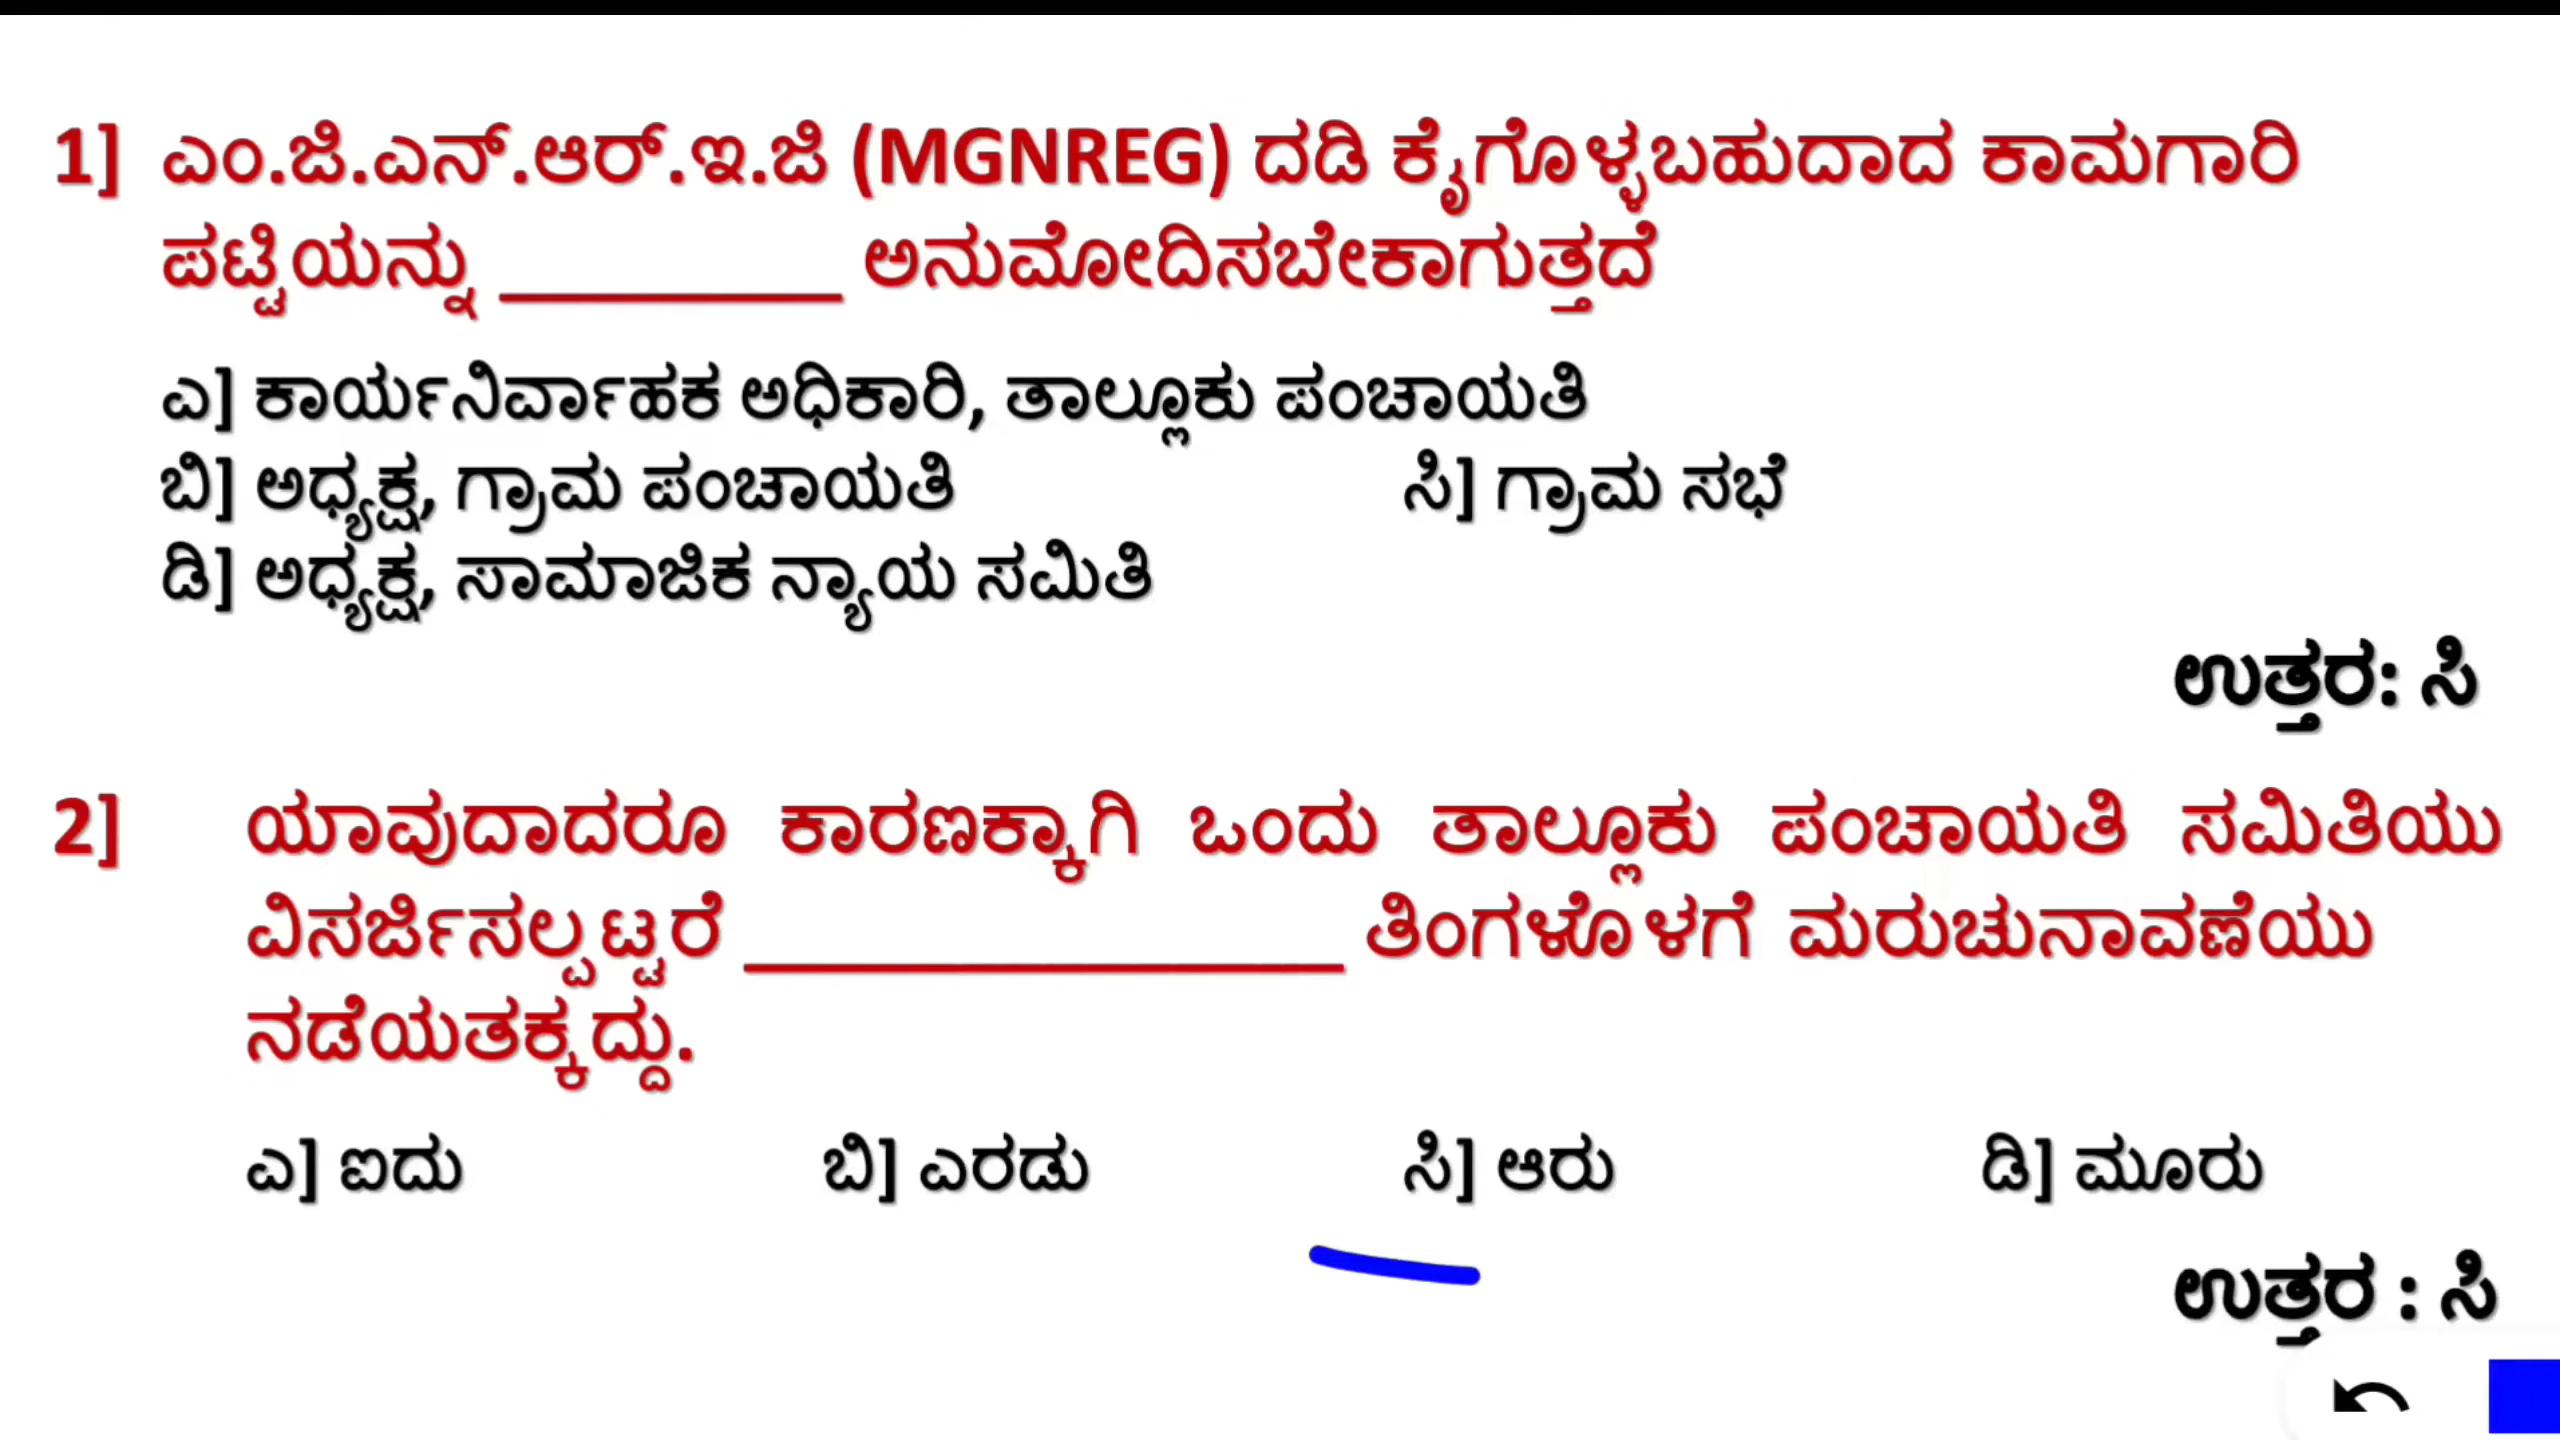 1] ಎಂ.ಜಿ.ಎನ್.ಆರ್.ಇ.ಜಿ (MGNREG) ದಡಿ ಕೈಗೊಳ್ಳಬಹುದಾದ ಕಾಮಗಾರಿ
ಪಟ್ಟಿಯನ್ನು __________ ಅನುಮೋದಿಸಬೇಕಾಗುತ್ತದೆ
ಎ] ಕಾರ್ಯನಿರ್ವಾಹಕ ಅಧಿಕಾರಿ, ತಾಲ್ಲೂಕು ಪಂಚಾಯತಿ
ಬಿ] ಅಧ್ಯಕ್ಷ, ಗ್ರಾಮ ಪಂಚಾಯತಿ ಸಿ] ಗ್ರಾಮ ಸಭೆ
ಡಿ] ಅಧ್ಯಕ್ಷ, ಸಾಮಾಜಿಕ ನ್ಯಾಯ ಸಮಿತಿ
ಉತ್ತರ: ಸಿ
2] ಯಾವುದಾದರೂ ಕಾರಣಕ್ಕಾಗಿ ಒಂದು ತಾಲ್ಲೂಕು ಪಂಚಾಯತಿ ಸಮಿತಿಯು
ವಿಸರ್ಜಿಸಲ್ಪಟ್ಟರೆ _________________ ತಿಂಗಳೊಳಗೆ ಮರುಚುನಾವಣೆಯು
ನಡೆಯತಕ್ಕದ್ದು.
ಎ] ಐದು ಬಿ] ಎರಡು ಸಿ] ಆರು ಡಿ] ಮೂರು
ಉತ್ತರ : ಸಿ